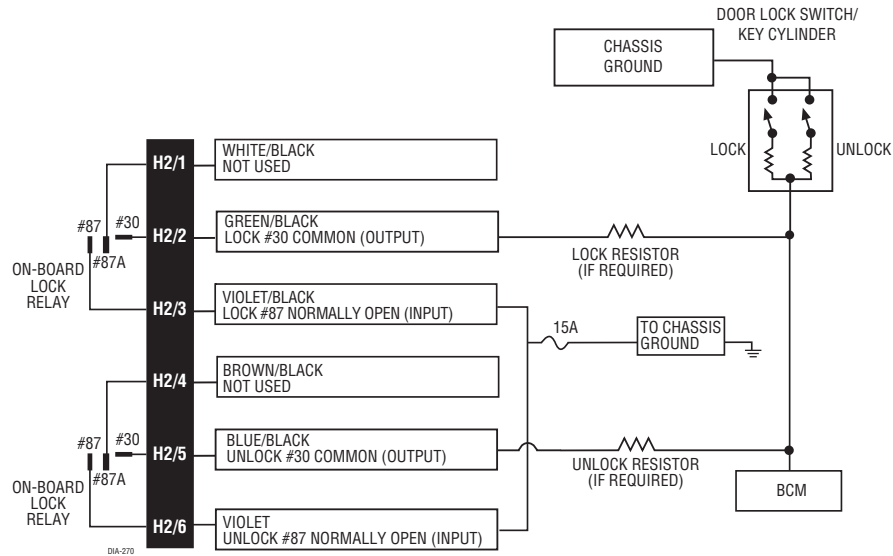 DOOR LOCK SWITCH/
KEY CYLINDER
CHASSIS
GROUND
LOCK
UNLOCK
H2/1
WHITE/BLACK
NOT USED
#87
#30
#87A
ON-BOARD
LOCK
RELAY
H2/2
GREEN/BLACK
LOCK #30 COMMON (OUTPUT)
LOCK RESISTOR
(IF REQUIRED)
H2/3
VIOLET/BLACK
LOCK #87 NORMALLY OPEN (INPUT)
15A
TO CHASSIS
GROUND
H2/4
BROWN/BLACK
NOT USED
#87
#30
#87A
ON-BOARD
LOCK
RELAY
H2/5
BLUE/BLACK
UNLOCK #30 COMMON (OUTPUT)
UNLOCK RESISTOR
(IF REQUIRED)
BCM
H2/6
VIOLET
UNLOCK #87 NORMALLY OPEN (INPUT)
DIA-270